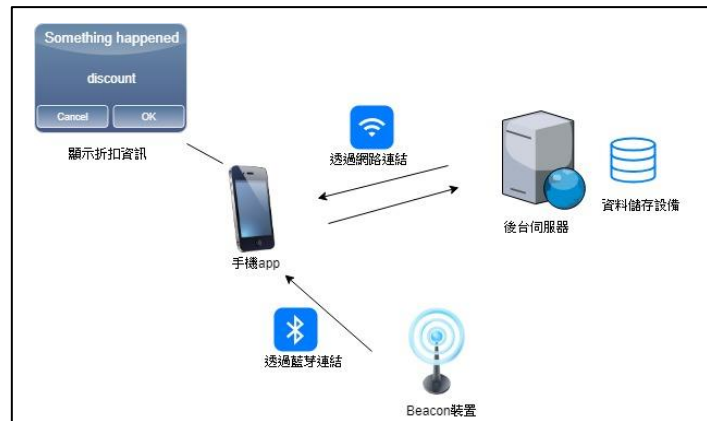 Something happened
discount
Cancel
OK
顯示折扣資訊
透過網路連結
手機app
後台伺服器
資料儲存設備
透過藍芽連結
Beacon裝置